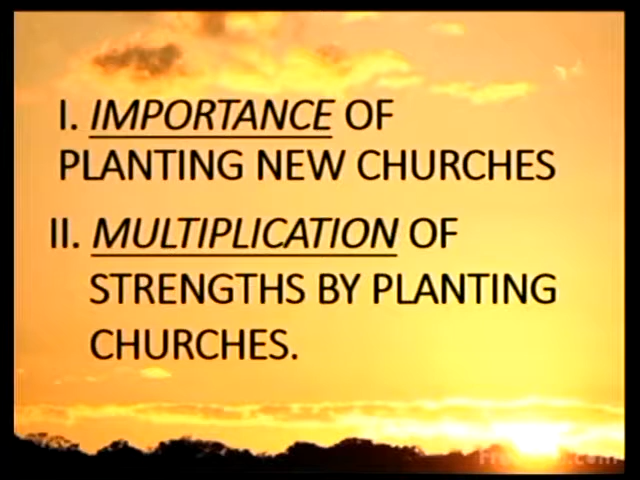 I. IMPORTANCE OF
PLANTING NEW CHURCHES
II. MULTIPLICATION OF
STRENGTHS BY PLANTING
CHURCHES.